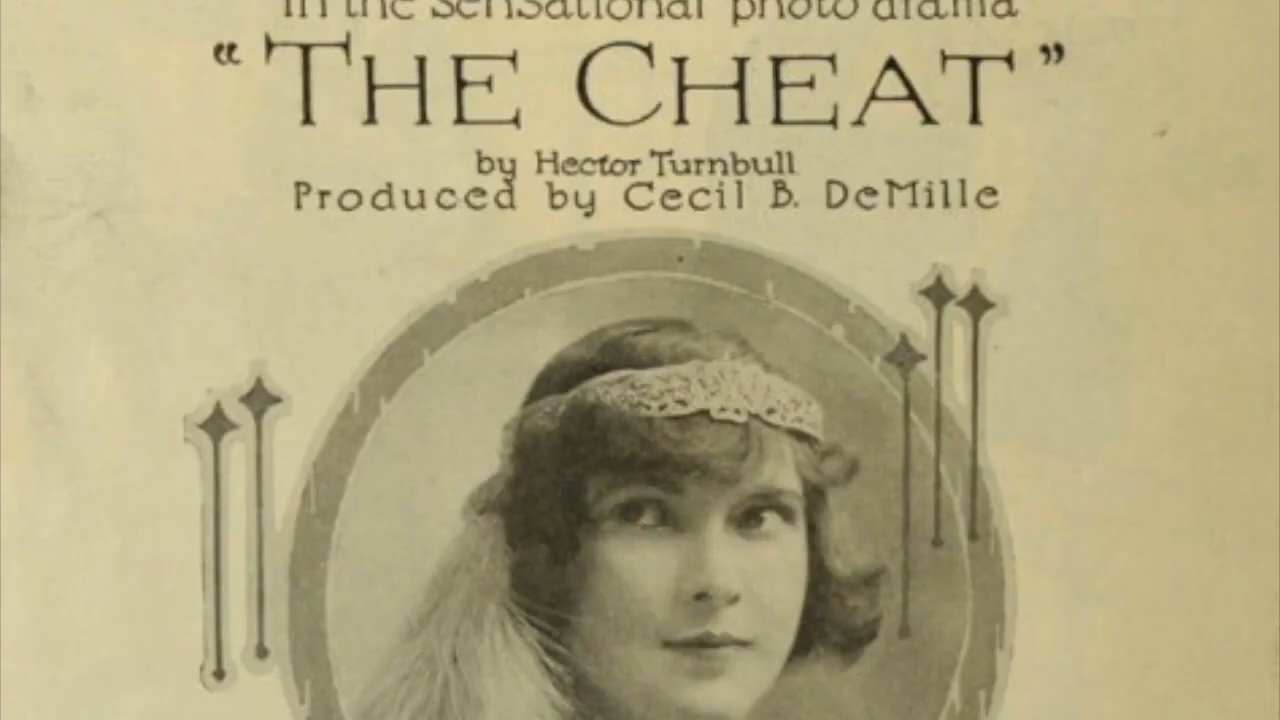 in the sensational photo drama
"THE CHEAT"
by Hector Turnbull
Produced by Cecil B. DeMille